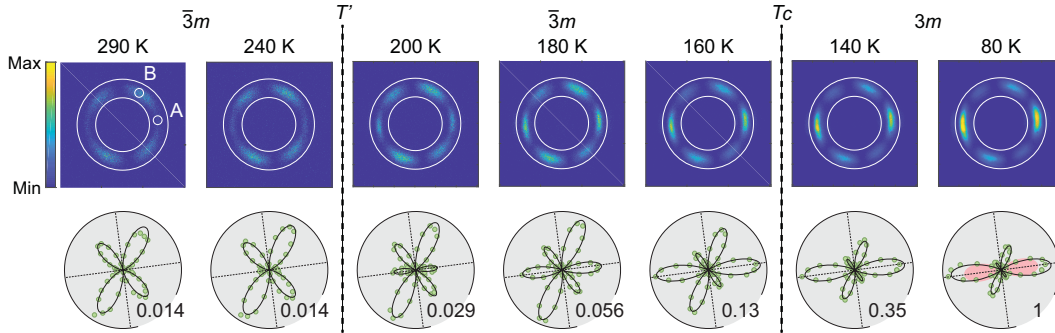 3̅m T' 3̅m Tc 3m
290 K 240 K 200 K 180 K 160 K 140 K 80 K
Max
B
A
Min
0.014 0.014 0.029 0.056 0.13 0.35 1